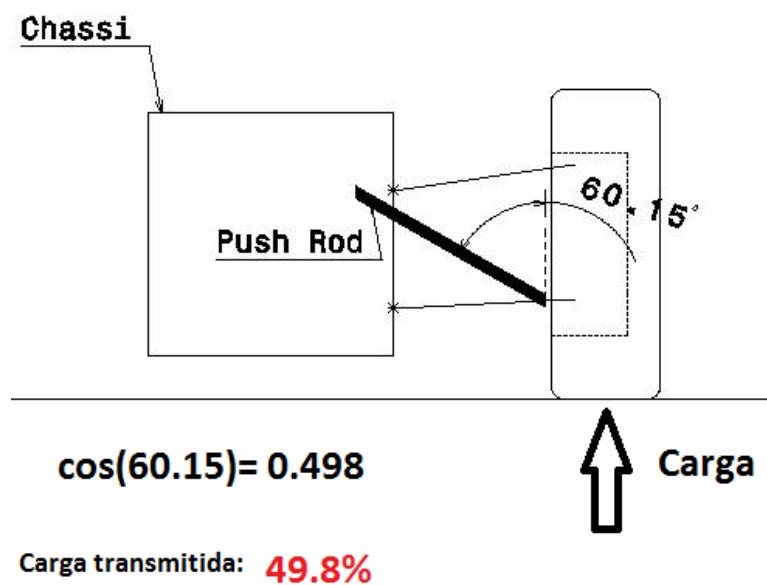 Chassi
60.15°
Push Rod
cos(60.15)= 0.498
Carga
Carga transmitida: 49.8%